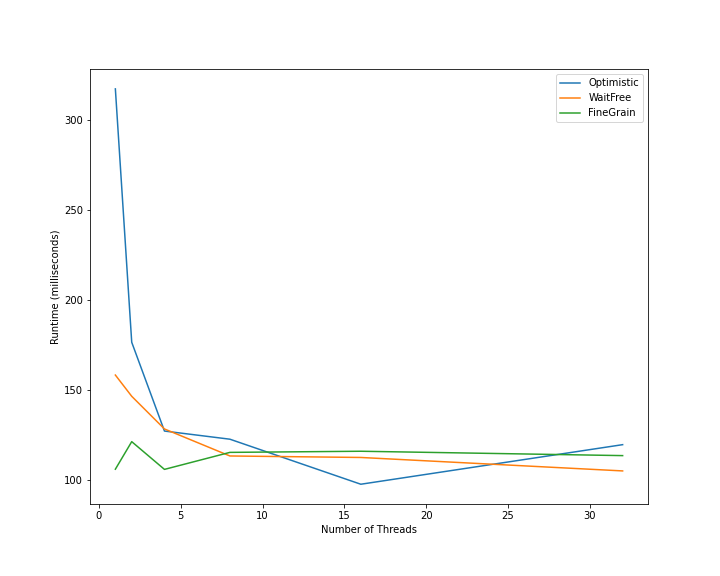 Optimistic
WaitFree
FineGrain
300
250
200
150
100
Runtime (milliseconds)
0 5 10 15 20 25 30
Number of Threads